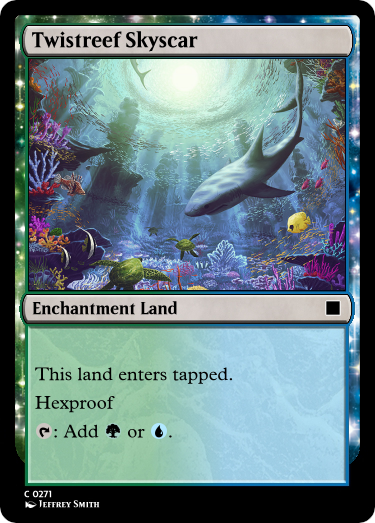 Twistreef Skyscar
Enchantment Land
This land enters tapped.
Hexproof
: Add or .
C 0271
Jeffrey Smith